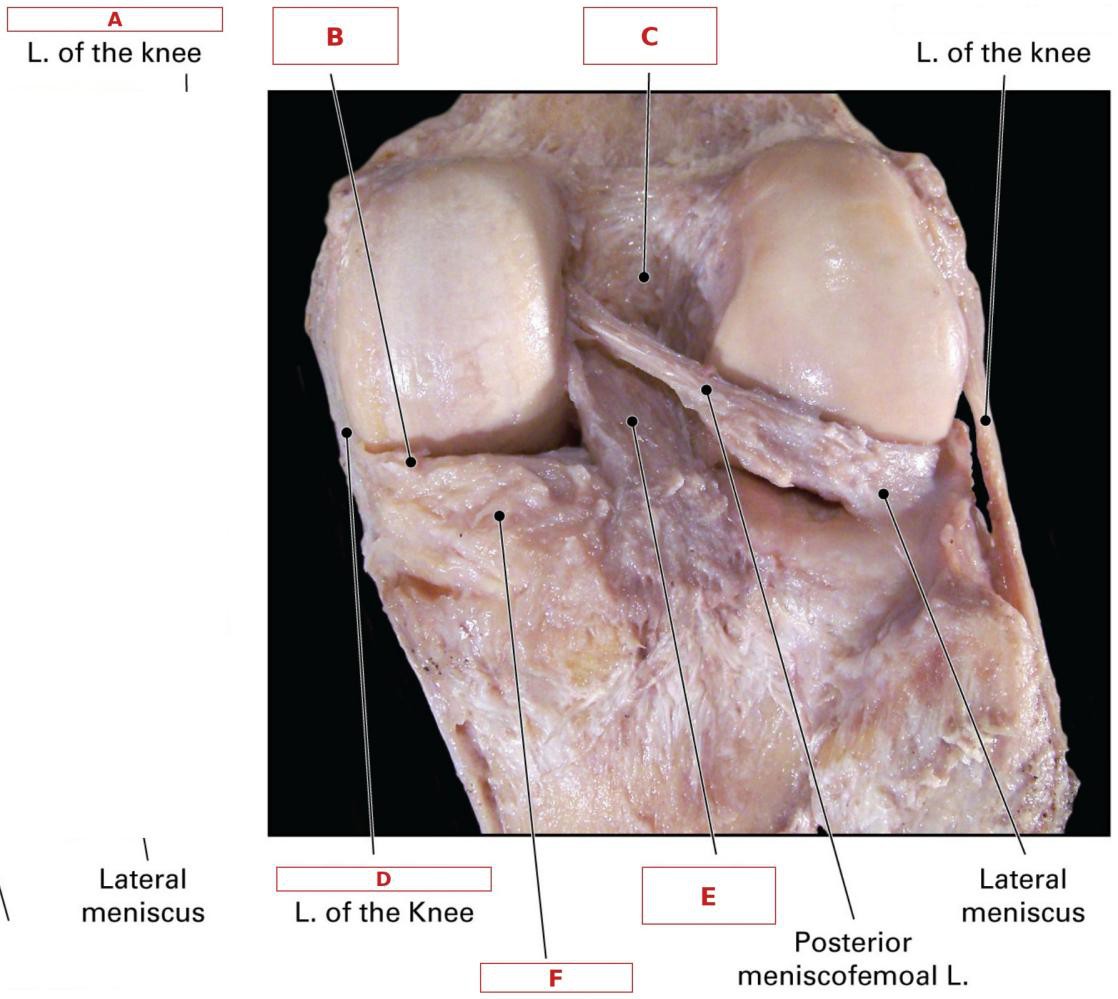 A
L. of the knee
B
C
L. of the knee
Lateral
meniscus
D
L. of the Knee
F
E
Posterior
meniscofemoal L.
Lateral
meniscus